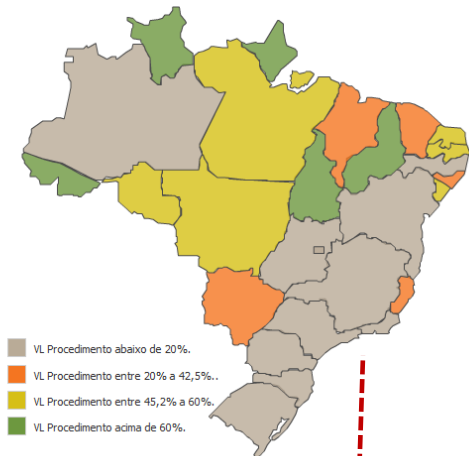 VL Procedimento abaixo de 20%.
VL Procedimento entre 20% a 42,5%..
VL Procedimento entre 45,2% a 60%.
VL Procedimento acima de 60%.